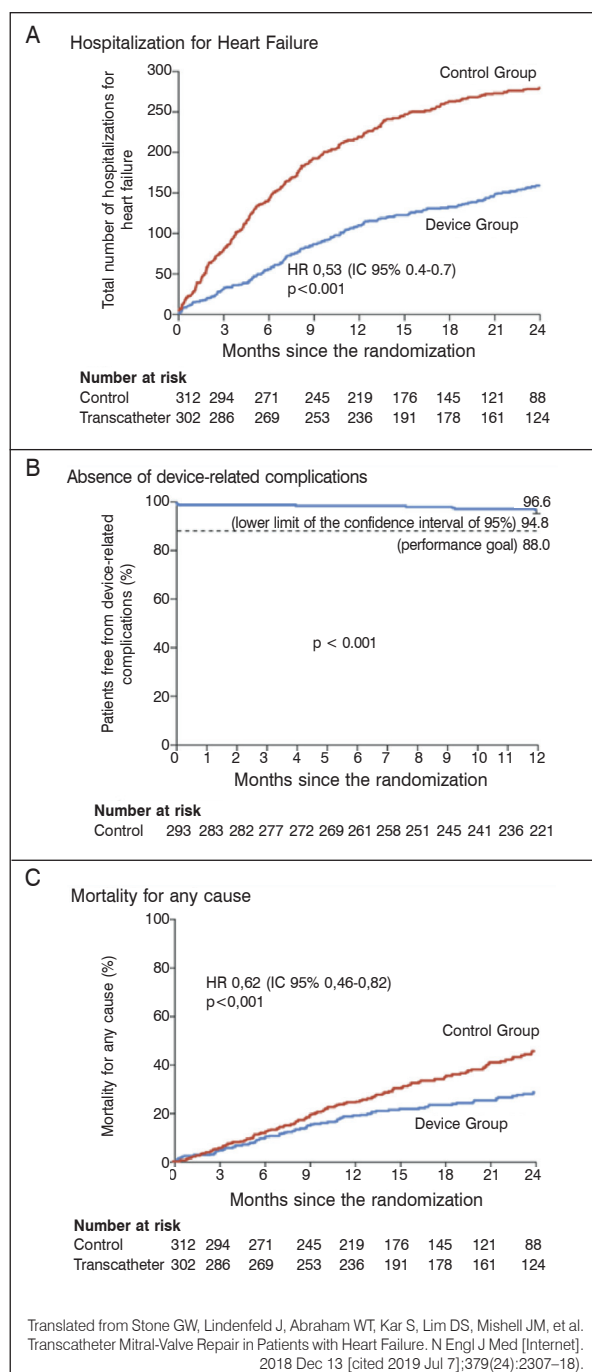 A
Hospitalization for Heart Failure
Total number of hospitalizations for
heart failure
300
250
200
150
100
50
0
Control Group
Device Group
HR 0,53 (IC 95% 0.4-0.7)
p<0.001
0 3 6 9 12 15 18 21 24
Months since the randomization
Number at risk
Control 312 294 271 245 219 176 145 121 88
Transcatheter 302 286 269 253 236 191 178 161 124
B
Absence of device-related complications
Patients free from device-related
complications (%)
100
80
60
40
20
0
96.6
(lower limit of the confidence interval of 95%) 94.8
(performance goal) 88.0
p < 0.001
0 1 2 3 4 5 6 7 8 9 10 11 12
Months since the randomization
Number at risk
Control 293 283 282 277 272 269 261 258 251 245 241 236 221
C
Mortality for any cause
Mortality for any cause (%)
100
80
60
40
20
0
HR 0,62 (IC 95% 0,46-0,82)
p<0,001
Control Group
Device Group
0 3 6 9 12 15 18 21 24
Months since the randomization
Number at risk
Control 312 294 271 245 219 176 145 121 88
Transcatheter 302 286 269 253 236 191 178 161 124
Translated from Stone GW, Lindenfeld J, Abraham WT, Kar S, Lim DS, Mishell JM, et al.
Transcatheter Mitral-Valve Repair in Patients with Heart Failure. N Engl J Med [Internet].
2018 Dec 13 [cited 2019 Jul 7];379(24):2307–18).